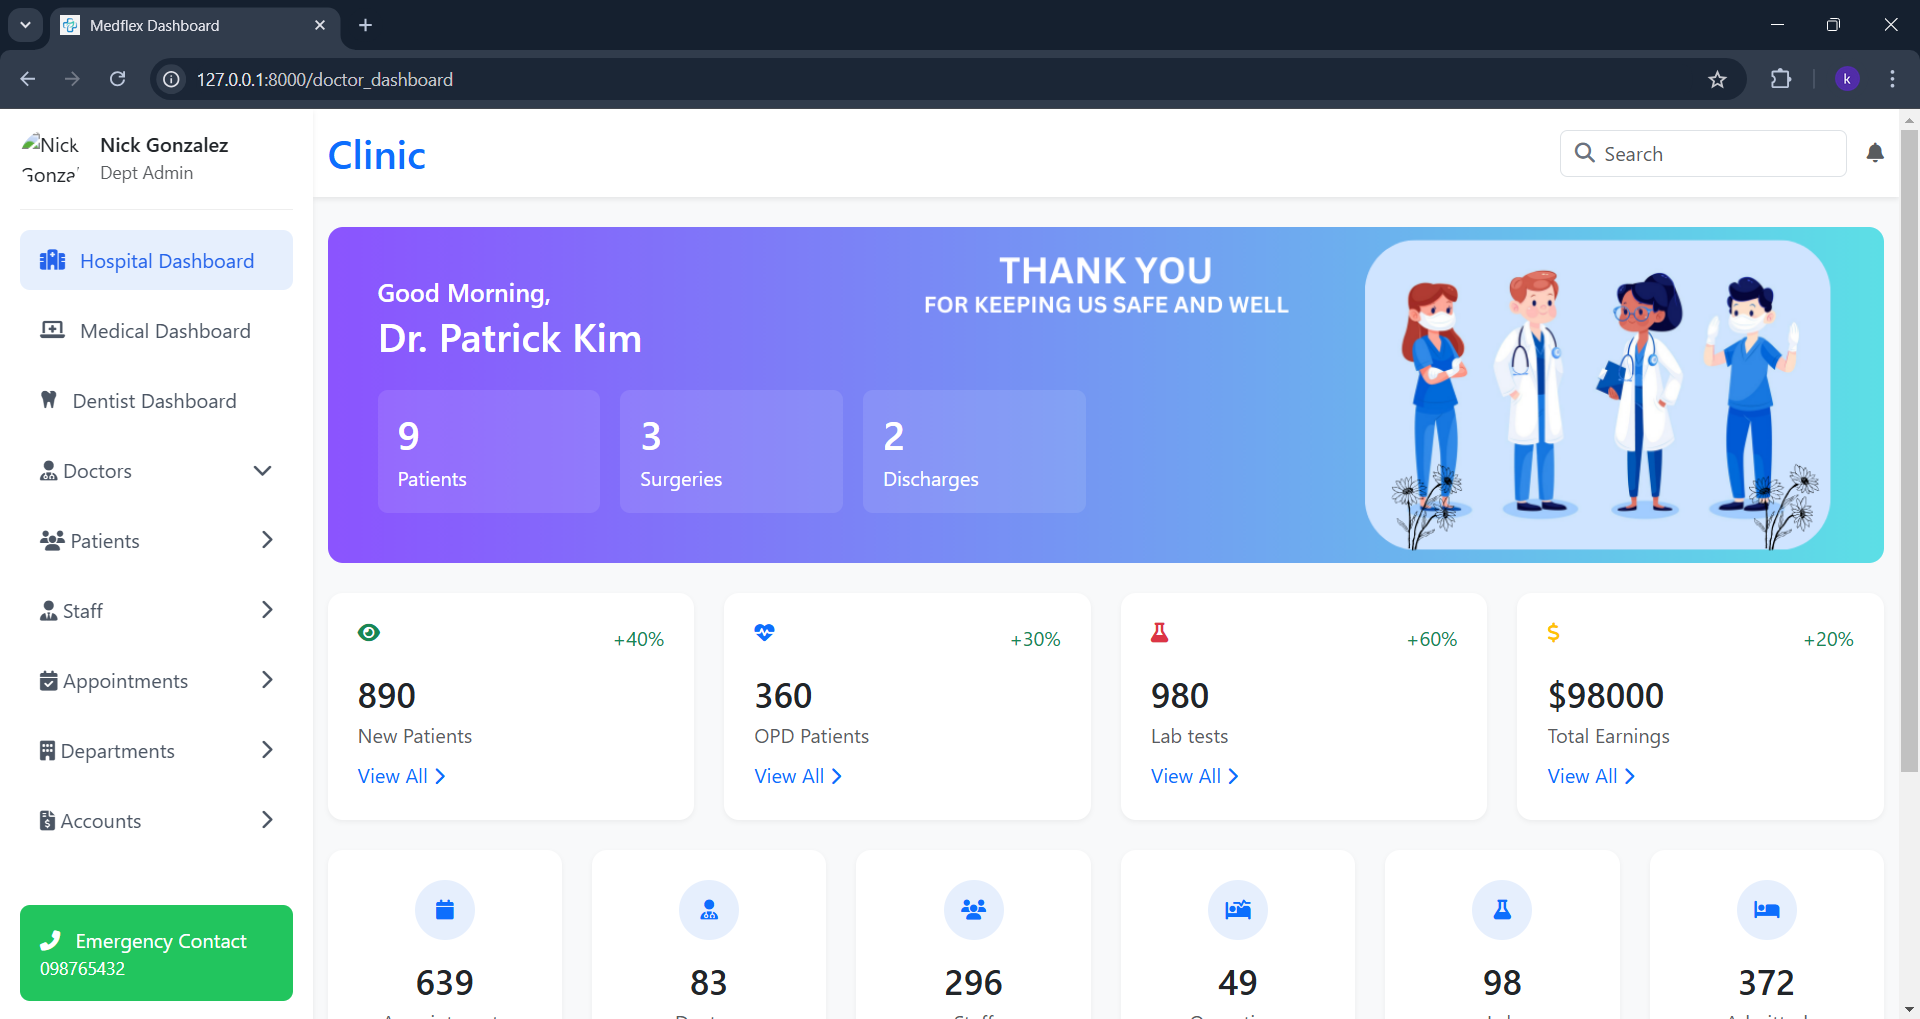 Medflex Dashboard
127.0.0.1:8000/doctor_dashboard
k
Nick
Gonza
Nick Gonzalez
Dept Admin
Clinic
Search
Hospital Dashboard
Medical Dashboard
Dentist Dashboard
Doctors
Patients
Staff
Appointments
Departments
Accounts
Emergency Contact
098765432
Good Morning,
Dr. Patrick Kim
THANK YOU
FOR KEEPING US SAFE AND WELL
9
Patients
3
Surgeries
2
Discharges
+40%
890
New Patients
View All
+30%
360
OPD Patients
View All
+60%
980
Lab tests
View All
$
+20%
$98000
Total Earnings
View All
639
83
296
49
98
372